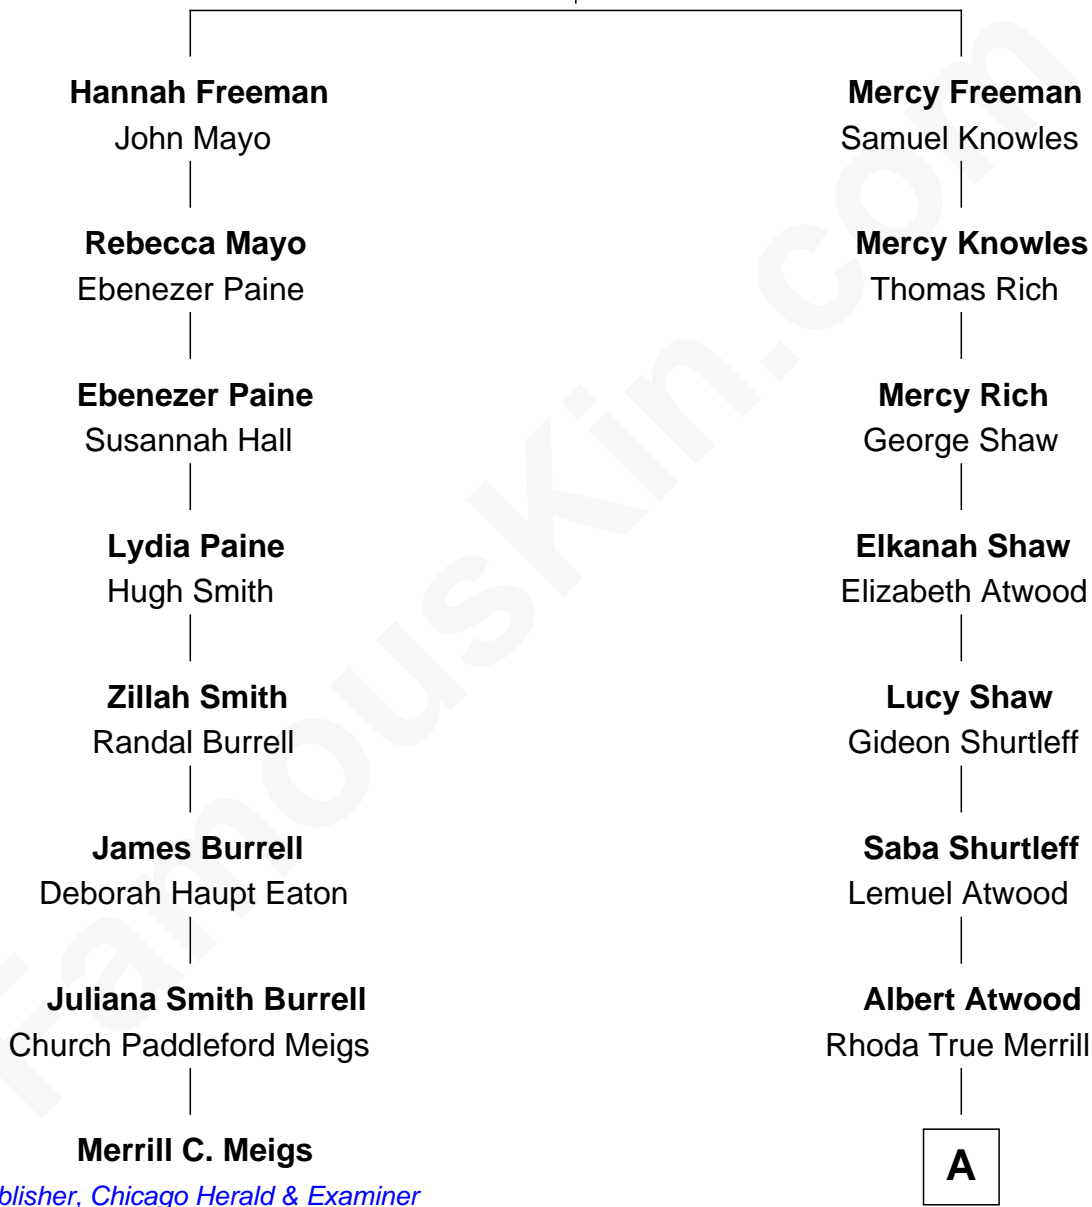 Hannah Freeman
John Mayo
Rebecca Mayo
Ebenezer Paine
Ebenezer Paine
Susannah Hall
Lydia Paine
Hugh Smith
Zillah Smith
Randal Burrell
James Burrell
Deborah Haupt Eaton
Juliana Smith Burrell
Church Paddleford Meigs
Merrill C. Meigs
blisher, Chicago Herald & Examiner
Mercy Freeman
Samuel Knowles
Mercy Knowles
Thomas Rich
Mercy Rich
George Shaw
Elkanah Shaw
Elizabeth Atwood
Lucy Shaw
Gideon Shurtleff
Saba Shurtleff
Lemuel Atwood
Albert Atwood
Rhoda True Merrill
A
FamousKin.com